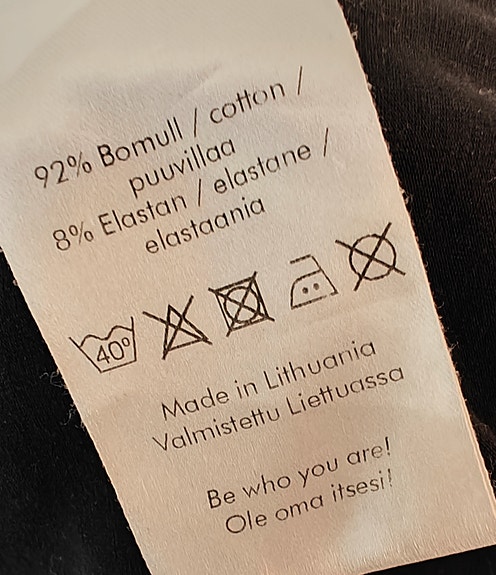 92% Bomull / cotton /
puuvillaa
8% Elastan / elastane /
elastaania
40°
Made in Lithuania
Valmistettu Liettuassa
Be who you are!
Ole oma itsesi!